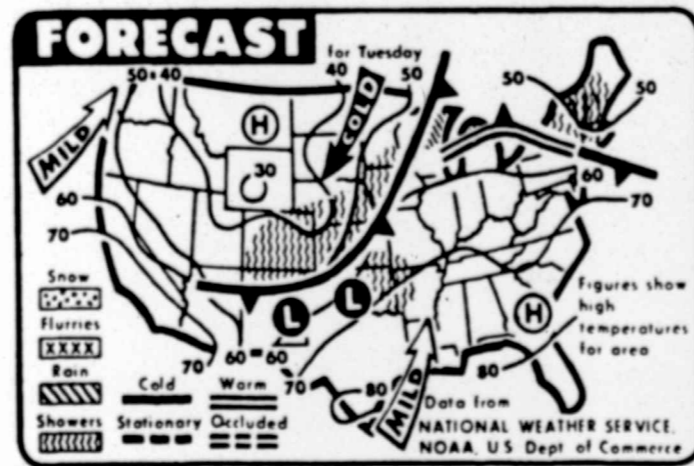 FORECAST
for Tuesday
50 40
40
50
50
50
MILD
COLD
H
30
60
60
70
70
Snow
L
L
H
Figures show
high
temperatures
for area
Flurries
XXXX
Rain
Cold
Warm
70
60 60
70
80
80
MILD
Showers
Stationary
Occluded
Data from
NATIONAL WEATHER SERVICE,
NOAA, U.S. Dept of Commerce